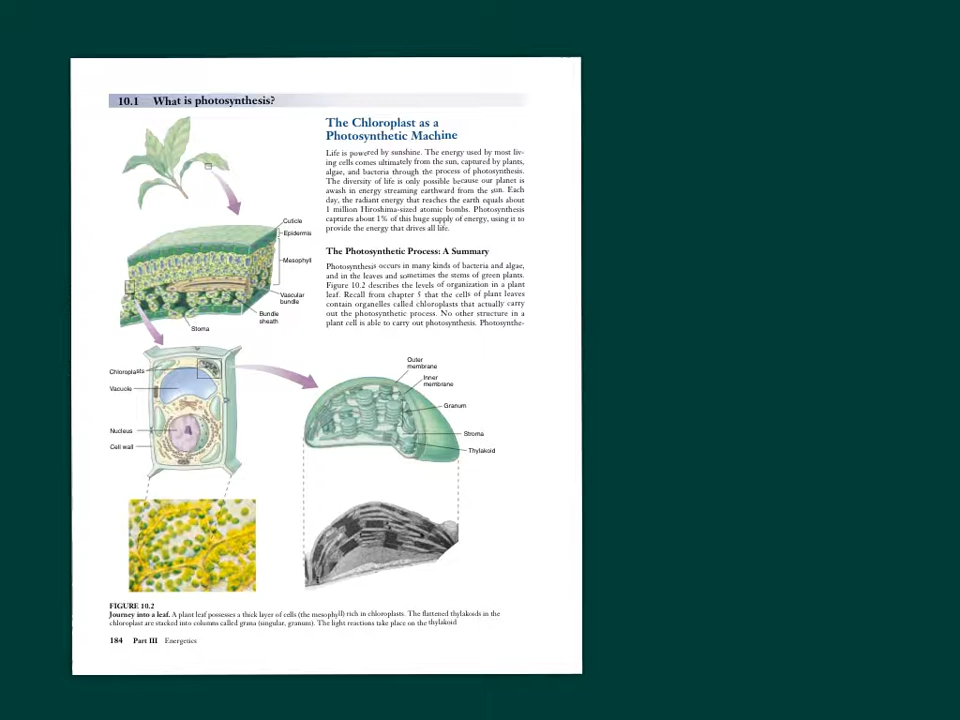 10.1 What is photosynthesis?
The Chloroplast as a
Photosynthetic Machine
Life is powered by sunshine. The energy used by most liv-
ing cells comes ultimately from the sun, captured by plants,
algae, and bacteria through the process of photosynthesis.
The diversity of life is only possible because our planet is
awash in energy streaming earthward from the sun. Each
day, the radiant energy that reaches the earth equals about
1 million Hiroshima-sized atomic bombs. Photosynthesis
captures about 1% of this huge supply of energy, using it to
provide the energy that drives all life.
The Photosynthetic Process: A Summary
Photosynthesis occurs in many kinds of bacteria and algae,
and in the leaves and sometimes the stems of green plants.
Figure 10.2 describes the levels of organization in a plant
leaf. Recall from chapter 5 that the cells of plant leaves
contain organelles called chloroplasts that actually carry
out the photosynthetic process. No other structure in a
plant cell is able to carry out photosynthesis. Photosynthe-
Cuticle
Epidermis
Mesophyll
Vascular
bundle
Bundle
sheath
Stoma
Chloroplasts
Vacuole
Nucleus
Cell wall
Outer
membrane
Inner
membrane
Granum
Stroma
Thylakoid
FIGURE 10.2
Journey into a leaf. A plant leaf possesses a thick layer of cells (the mesophyll) rich in chloroplasts. The flattened thylakoids in the
chloroplast are stacked into columns called grana (singular, granum). The light reactions take place on the thylakoid
184 Part III Energetics